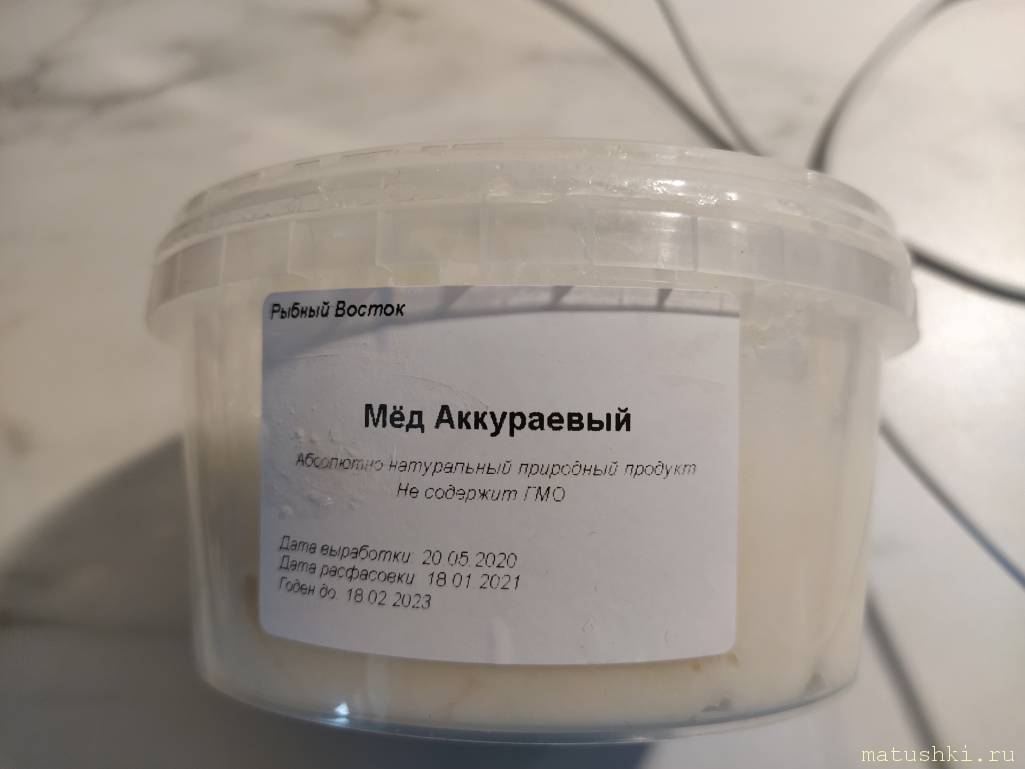 Рыбный Восток
Мёд Аккураевый
Абсолютно натуральный природный продукт
Не содержит ГМО
Дата выработки: 20.05.2020
Дата расфасовки: 18.01.2021
Годен до: 18.02.2023
matushki.ru